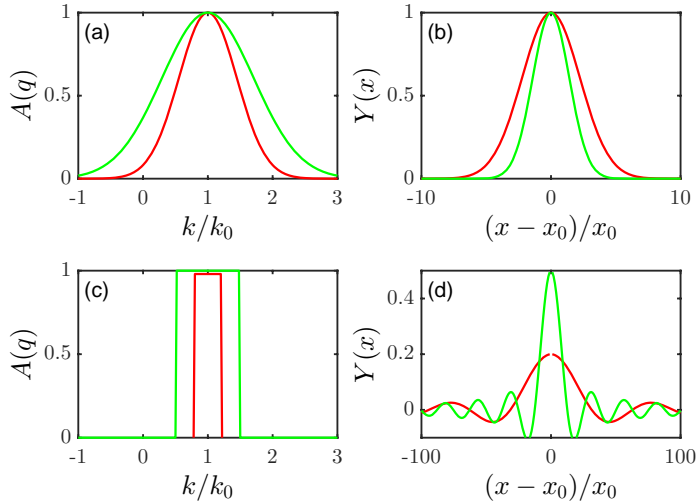 (a)
A(q)
1
0.5
0
-1 0 1 2 3
k/k₀
(b)
Y(x)
1
0.5
0
-10 0 10
(x − x₀)/x₀
(c)
A(q)
1
0.5
0
-1 0 1 2 3
k/k₀
(d)
Y(x)
0.4
0.2
0
-100 0 100
(x − x₀)/x₀